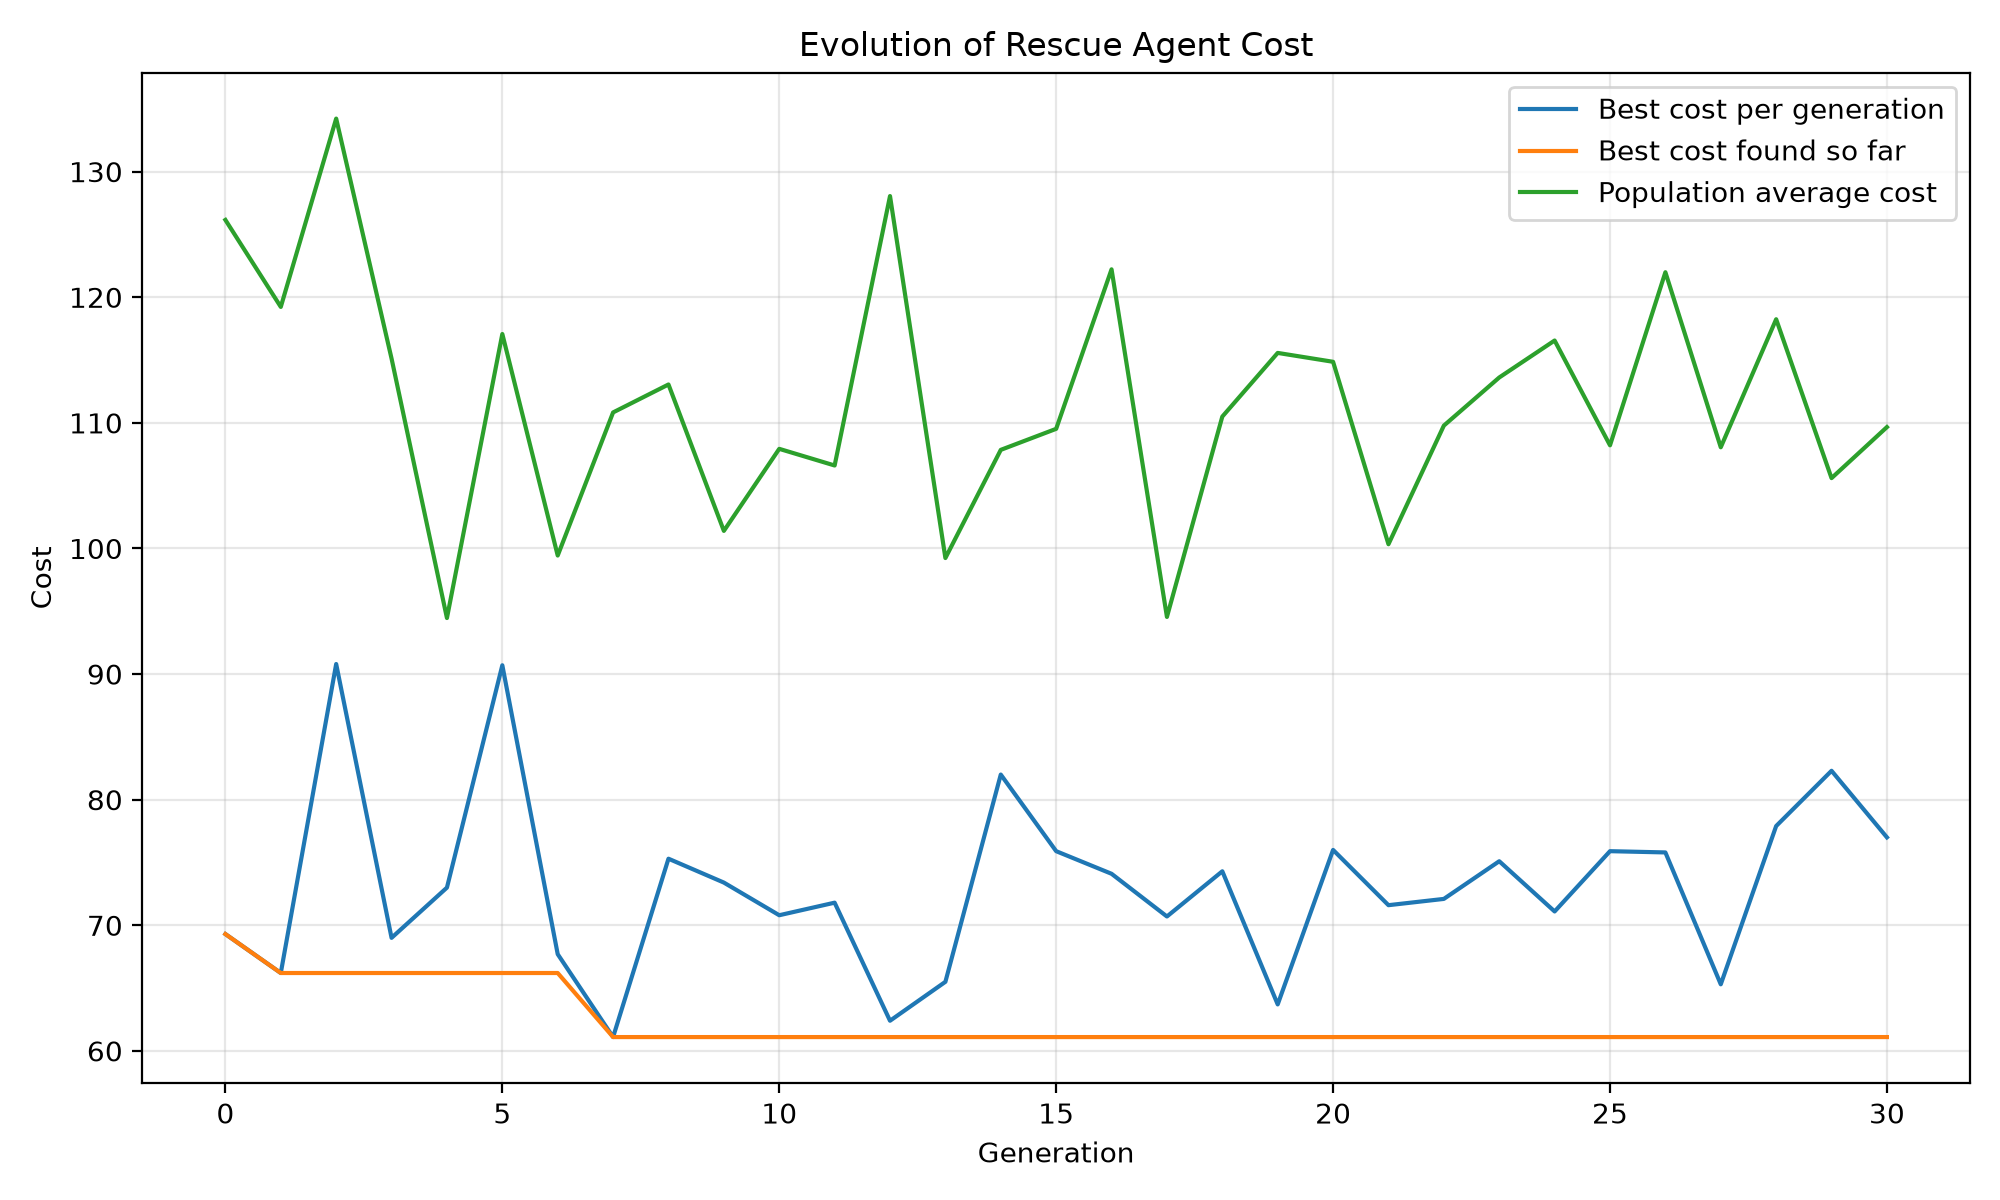 Evolution of Rescue Agent Cost
Best cost per generation
Best cost found so far
Population average cost
130
120
110
100
90
80
70
60
Cost
0 5 10 15 20 25 30
Generation